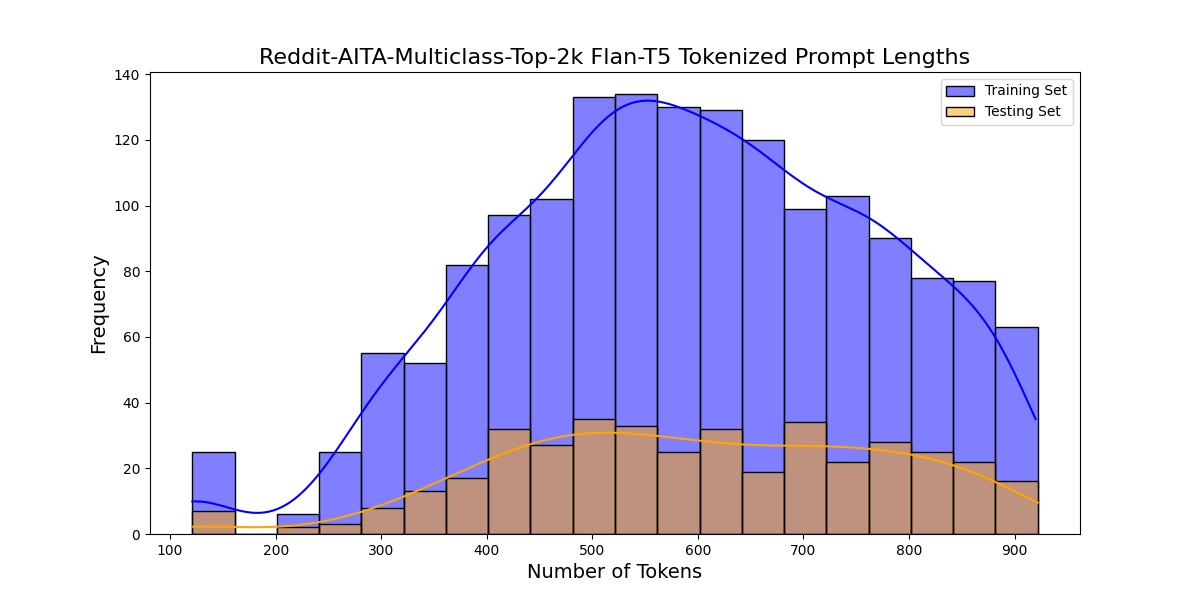 Reddit-AITA-Multiclass-Top-2k Flan-T5 Tokenized Prompt Lengths
Training Set
Testing Set
Frequency
140
120
100
80
60
40
20
0
100 200 300 400 500 600 700 800 900
Number of Tokens